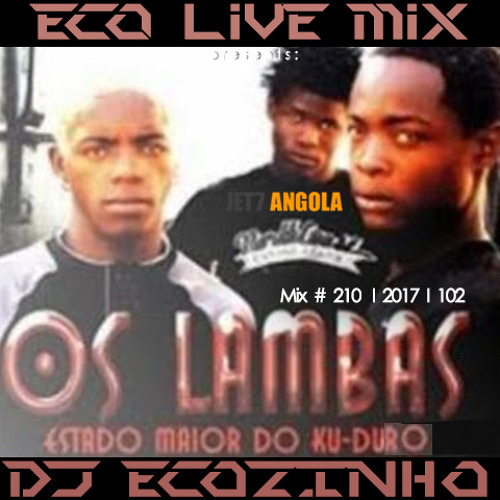 ECO LiVE MiX
presents:
JET7 ANGOLA
Mix # 210 I 2017 I 102
OS LAMBAS
ESTADO MAIOR DO KU-DURO
DJ ECOZINHO